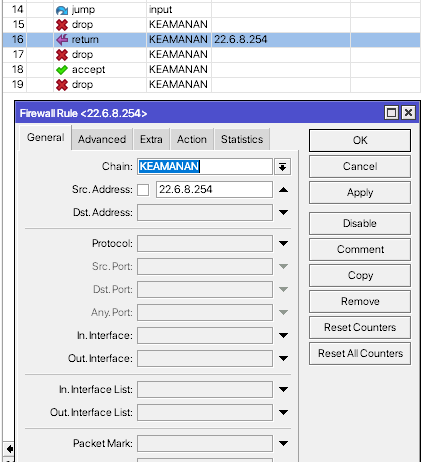 14 jump input
15 drop KEAMANAN
16 return KEAMANAN 22.6.8.254
17 drop KEAMANAN
18 accept KEAMANAN
19 drop KEAMANAN
Firewall Rule <22.6.8.254>
General Advanced Extra Action Statistics
Chain: KEAMANAN
Src. Address: 22.6.8.254
Dst. Address:
Protocol:
Src. Port:
Dst. Port:
Any. Port:
In. Interface:
Out. Interface:
In. Interface List:
Out. Interface List:
Packet Mark:
OK
Cancel
Apply
Disable
Comment
Copy
Remove
Reset Counters
Reset All Counters